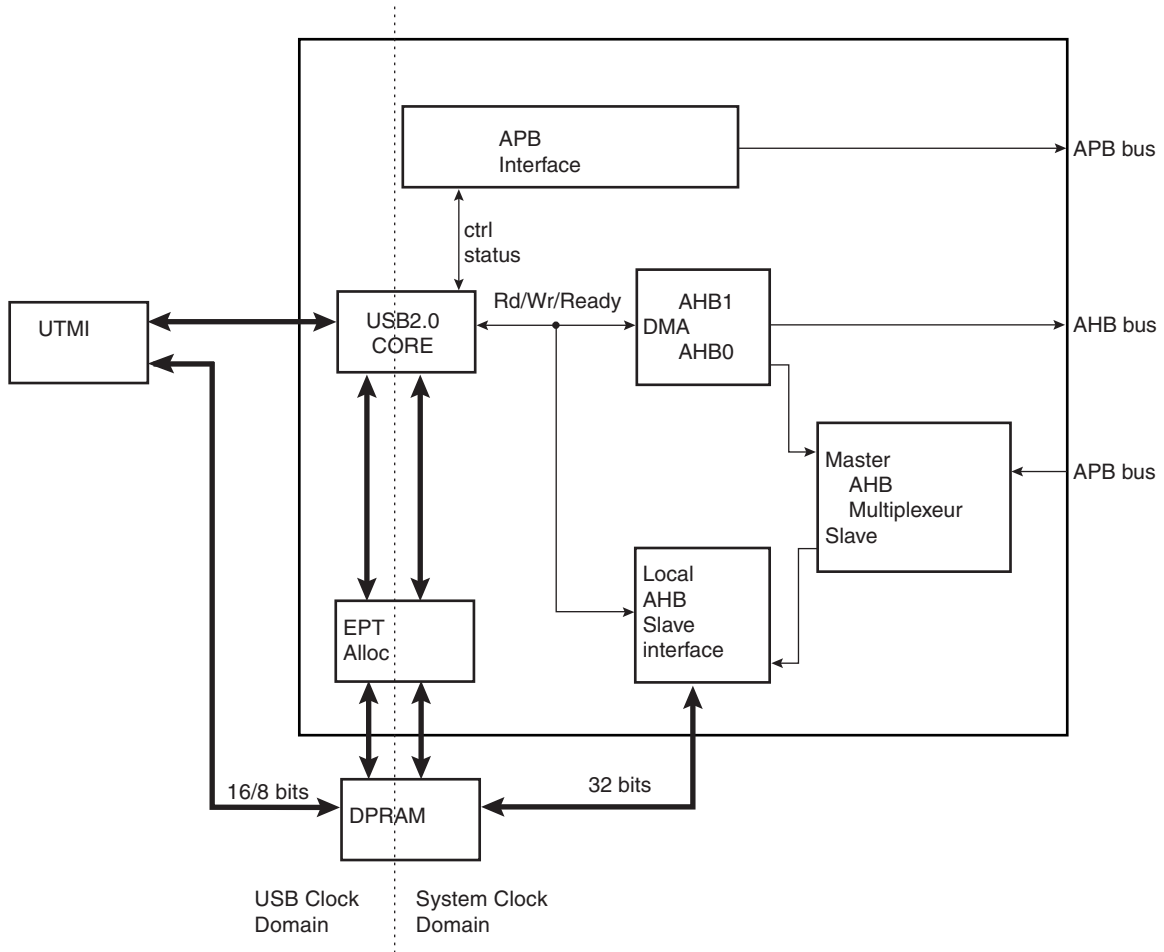 APB
Interface
APB bus
ctrl
status
Rd/Wr/Ready
UTMI
USB2.0
CORE
AHB1
DMA
AHB0
AHB bus
Master
AHB
Multiplexeur
Slave
APB bus
Local
AHB
Slave
interface
EPT
Alloc
16/8 bits
32 bits
DPRAM
USB Clock
Domain
System Clock
Domain